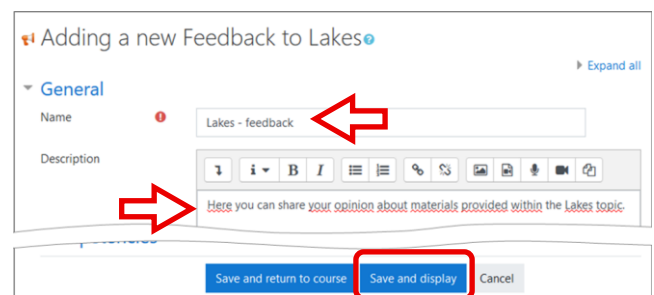 Adding a new Feedback to Lakes
Expand all
General
Name
Lakes - feedback
Description
B I
Here you can share your opinion about materials provided within the Lakes topic.
Save and return to course Save and display Cancel